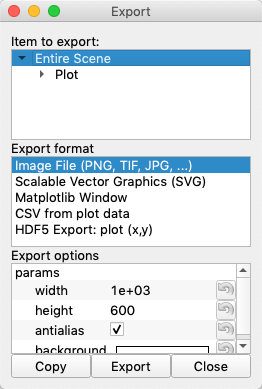 Export
Item to export:
Entire Scene
Plot
Export format
Image File (PNG, TIF, JPG, ...)
Scalable Vector Graphics (SVG)
Matplotlib Window
CSV from plot data
HDF5 Export: plot (x,y)
Export options
params
width 1e+03
height 600
antialias
background
Copy Export Close